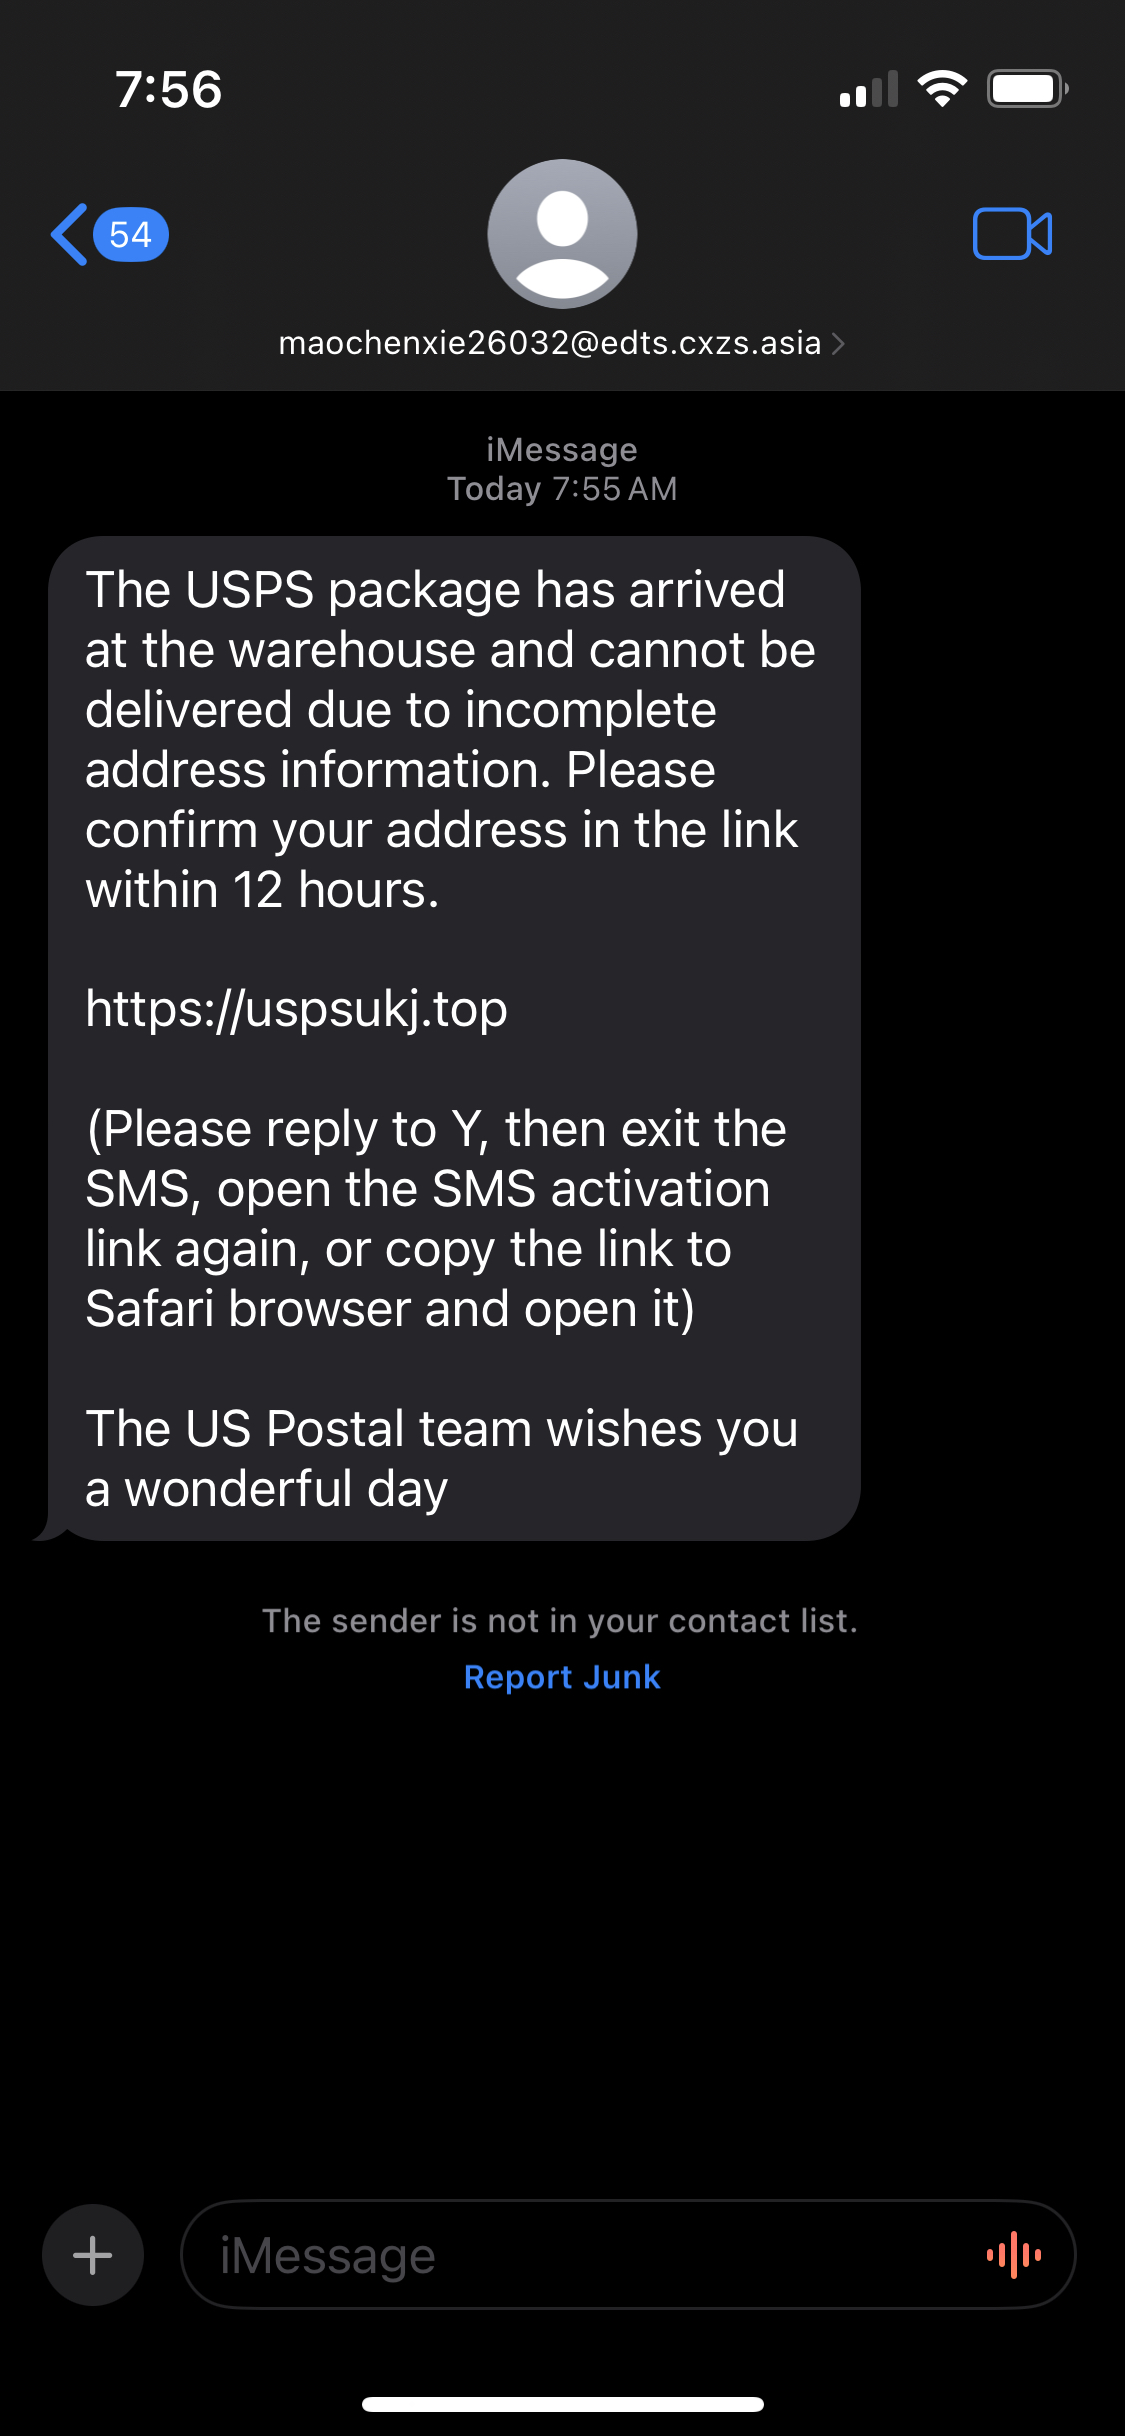 7:56
54
maochenxie26032@edts.cxzs.asia
iMessage
Today 7:55 AM
The USPS package has arrived
at the warehouse and cannot be
delivered due to incomplete
address information. Please
confirm your address in the link
within 12 hours.
https://uspsukj.top
(Please reply to Y, then exit the
SMS, open the SMS activation
link again, or copy the link to
Safari browser and open it)
The US Postal team wishes you
a wonderful day
The sender is not in your contact list.
Report Junk
iMessage